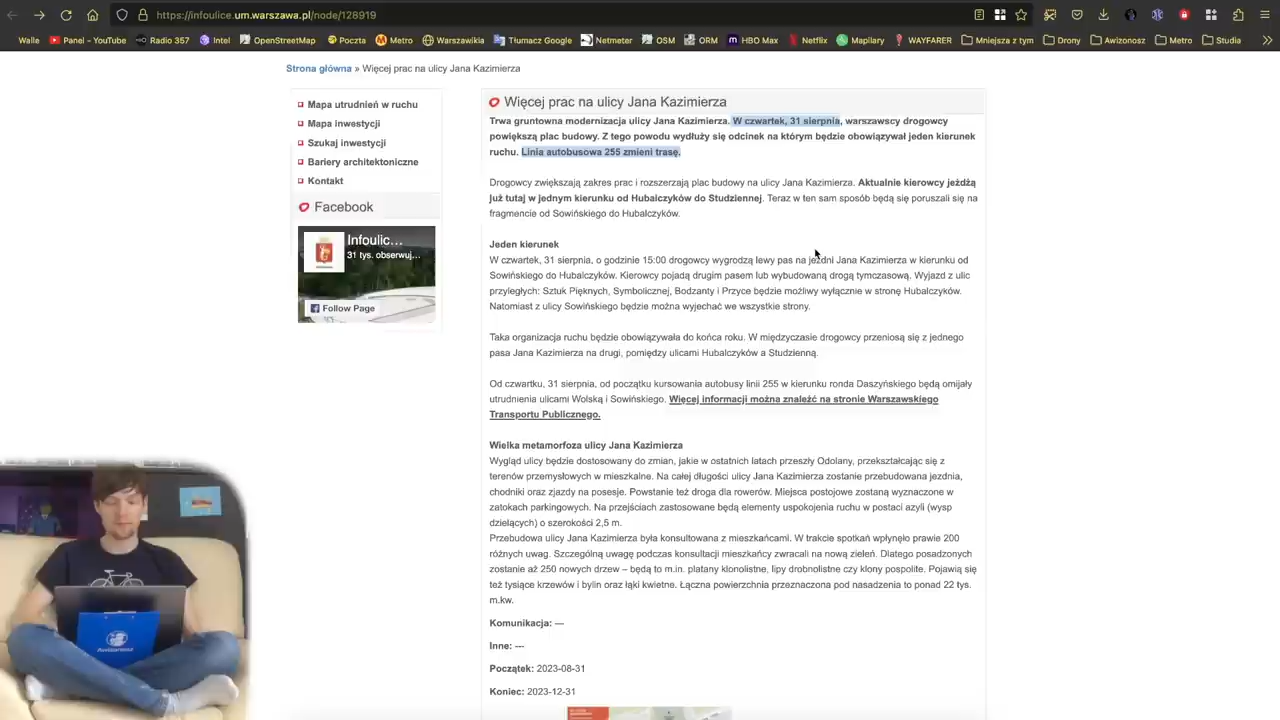 https://infoulice.um.warszawa.pl/node/128919
Walle
Panel – YouTube
Radio 357
Intel
OpenStreetMap
Poczta
Metro
Warszawikia
Tłumacz Google
Netmeter
OSM
ORM
HBO Max
Netflix
Mapilary
WAYFARER
Mniejsza z tym
Awizonierz
Metro
Studia
Strona główna » Więcej prac na ulicy Jana Kazimierza
Mapa utrudnień w ruchu
Mapa inwestycji
Szukaj inwestycji
Bariery architektoniczne
Kontakt
Facebook
Infoulic...
31 tys. obserwuj...
Follow Page
Więcej prac na ulicy Jana Kazimierza
Trwa gruntowna modernizacja ulicy Jana Kazimierza. W czwartek, 31 sierpnia, warszawscy drogowcy
powiększą plac budowy. Z tego powodu wydłuży się odcinek na którym będzie obowiązywał jeden kierunek
ruchu. Linia autobusowa 255 zmieni trasę.
Drogowcy zwiększają zakres prac i rozszerzają plac budowy na ulicy Jana Kazimierza. Aktualnie kierowcy jeżdżą
już tutaj w jednym kierunku od Hubalczyków do Studziennej. Teraz w ten sam sposób będą się poruszali się na
fragmencie od Sowińskiego do Hubalczyków.
Jeden kierunek
W czwartek, 31 sierpnia, o godzinie 15:00 drogowcy wygrodzą lewy pas na jezdni Jana Kazimierza w kierunku od
Sowińskiego do Hubalczyków. Kierowcy pojadą drugim pasem lub wybudowaną drogą tymczasową. Wyjazd z ulic
przyległych: Sztuk Pięknych, Symbolicznej, Bodzanty i Przyce będzie możliwy wyłącznie w stronę Hubalczyków.
Natomiast z ulicy Sowińskiego będzie można wyjechać we wszystkie strony.
Taka organizacja ruchu będzie obowiązywała do końca roku. W międzyczasie drogowcy przeniosą się z jednego
pasa Jana Kazimierza na drugi, pomiędzy ulicami Hubalczyków a Studzienną.
Od czwartku, 31 sierpnia, od początku kursowania autobusy linii 255 w kierunku ronda Daszyńskiego będą omijały
utrudnienia ulicami Wolską i Sowińskiego. Więcej informacji można znaleźć na stronie Warszawskiego
Transportu Publicznego.
Wielka metamorfoza ulicy Jana Kazimierza
Wygląd ulicy będzie dostosowany do zmian, jakie w ostatnich latach przeszły Odolany, przekształcając się z
terenów przemysłowych w mieszkalne. Na całej długości ulicy Jana Kazimierza zostanie przebudowana jezdnia,
chodniki oraz zjazdy na posesje. Powstanie też droga dla rowerów. Miejsca postojowe zostaną wyznaczone w
zatokach parkingowych. Na przejściach zastosowane będą elementy uspokojenia ruchu w postaci azyli (wysp
dzielących) o szerokości 2,5 m.
Przebudowa ulicy Jana Kazimierza była konsultowana z mieszkańcami. W trakcie spotkań wpłynęło prawie 200
różnych uwag. Szczególną uwagę podczas konsultacji mieszkańcy zwracali na nową zieleń. Dlatego posadzonych
zostanie aż 250 nowych drzew – będą to m.in. platany klonolistne, lipy drobnolistne czy klony pospolite. Pojawią się
też tysiące krzewów i bylin oraz łąki kwietne. Łączna powierzchnia przeznaczona pod nasadzenia to ponad 22 tys.
m.kw.
Komunikacja: ---
Inne: ---
Początek: 2023-08-31
Koniec: 2023-12-31